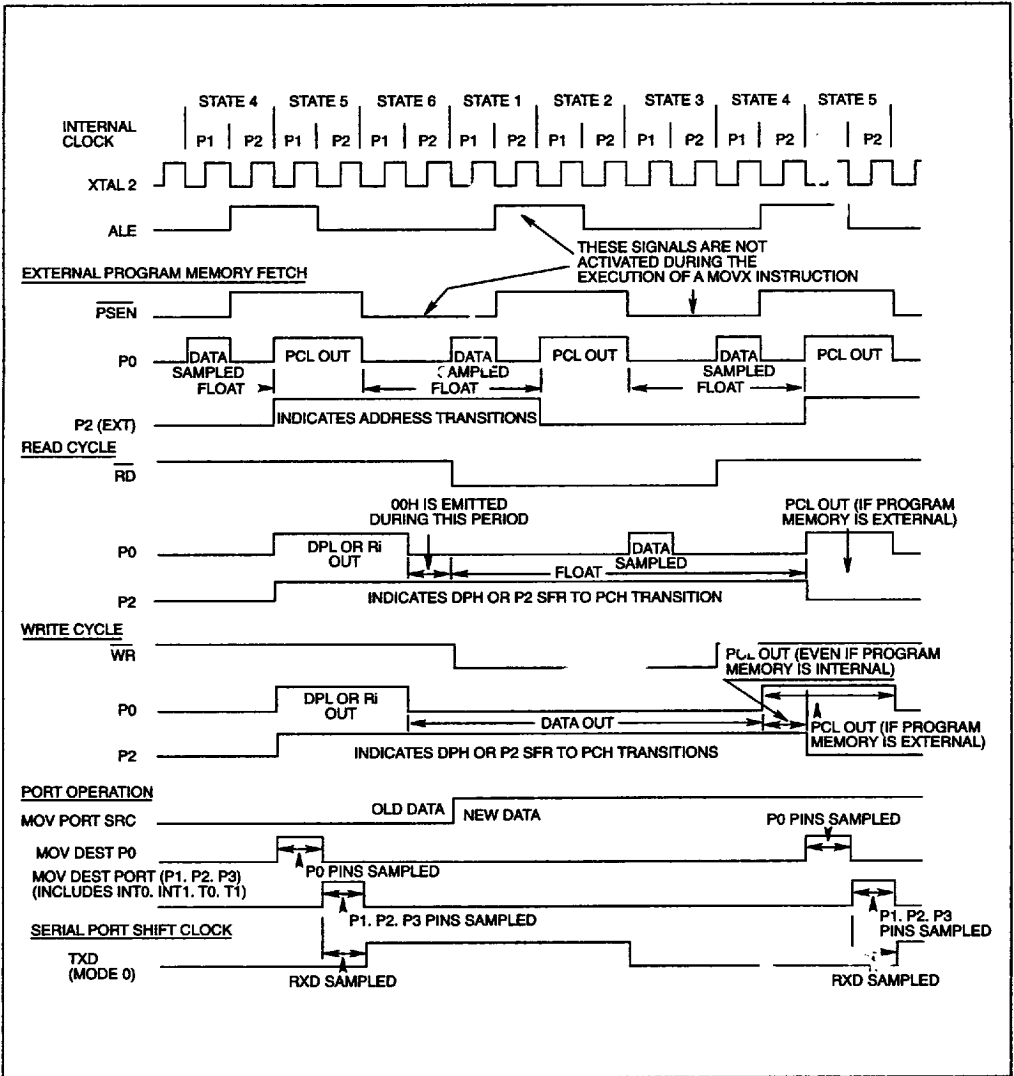 STATE 4 STATE 5 STATE 6 STATE 1 STATE 2 STATE 3 STATE 4 STATE 5
INTERNAL
CLOCK
P1 P2 P1 P2 P1 P2 P1 P2 P1 P2 P1 P2 P1 P2 P2
XTAL 2
ALE
THESE SIGNALS ARE NOT
ACTIVATED DURING THE
EXECUTION OF A MOVX INSTRUCTION
EXTERNAL PROGRAM MEMORY FETCH
PSEN
P0
DATA PCL OUT DATA PCL OUT DATA PCL OUT
SAMPLED AMPLED SAMPLED
FLOAT FLOAT FLOAT
P2 (EXT)
INDICATES ADDRESS TRANSITIONS
READ CYCLE
RD
00H IS EMITTED
DURING THIS PERIOD
PCL OUT (IF PROGRAM
MEMORY IS EXTERNAL)
P0
DPL OR Ri
OUT
DATA
SAMPLED
FLOAT
P2
INDICATES DPH OR P2 SFR TO PCH TRANSITION
WRITE CYCLE
WR
PCL OUT (EVEN IF PROGRAM
MEMORY IS INTERNAL)
P0
DPL OR Ri
OUT
DATA OUT
PCL OUT (IF PROGRAM
MEMORY IS EXTERNAL)
P2
INDICATES DPH OR P2 SFR TO PCH TRANSITIONS
PORT OPERATION
MOV PORT SRC
OLD DATA NEW DATA
P0 PINS SAMPLED
MOV DEST P0
P0 PINS SAMPLED
MOV DEST PORT (P1. P2. P3)
(INCLUDES INT0. INT1. T0. T1)
P1. P2. P3 PINS SAMPLED
P1. P2. P3
PINS SAMPLED
SERIAL PORT SHIFT CLOCK
TXD
(MODE 0)
RXD SAMPLED
RXD SAMPLED